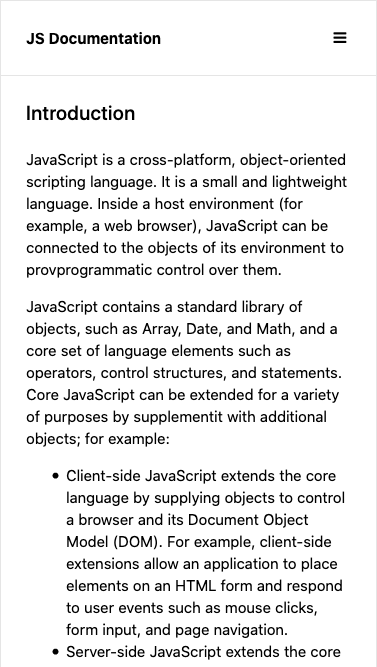 JS Documentation
Introduction
JavaScript is a cross-platform, object-oriented
scripting language. It is a small and lightweight
language. Inside a host environment (for
example, a web browser), JavaScript can be
connected to the objects of its environment to
provprogrammatic control over them.
JavaScript contains a standard library of
objects, such as Array, Date, and Math, and a
core set of language elements such as
operators, control structures, and statements.
Core JavaScript can be extended for a variety
of purposes by supplementit with additional
objects; for example:
• Client-side JavaScript extends the core
language by supplying objects to control
a browser and its Document Object
Model (DOM). For example, client-side
extensions allow an application to place
elements on an HTML form and respond
to user events such as mouse clicks,
form input, and page navigation.
• Server-side JavaScript extends the core